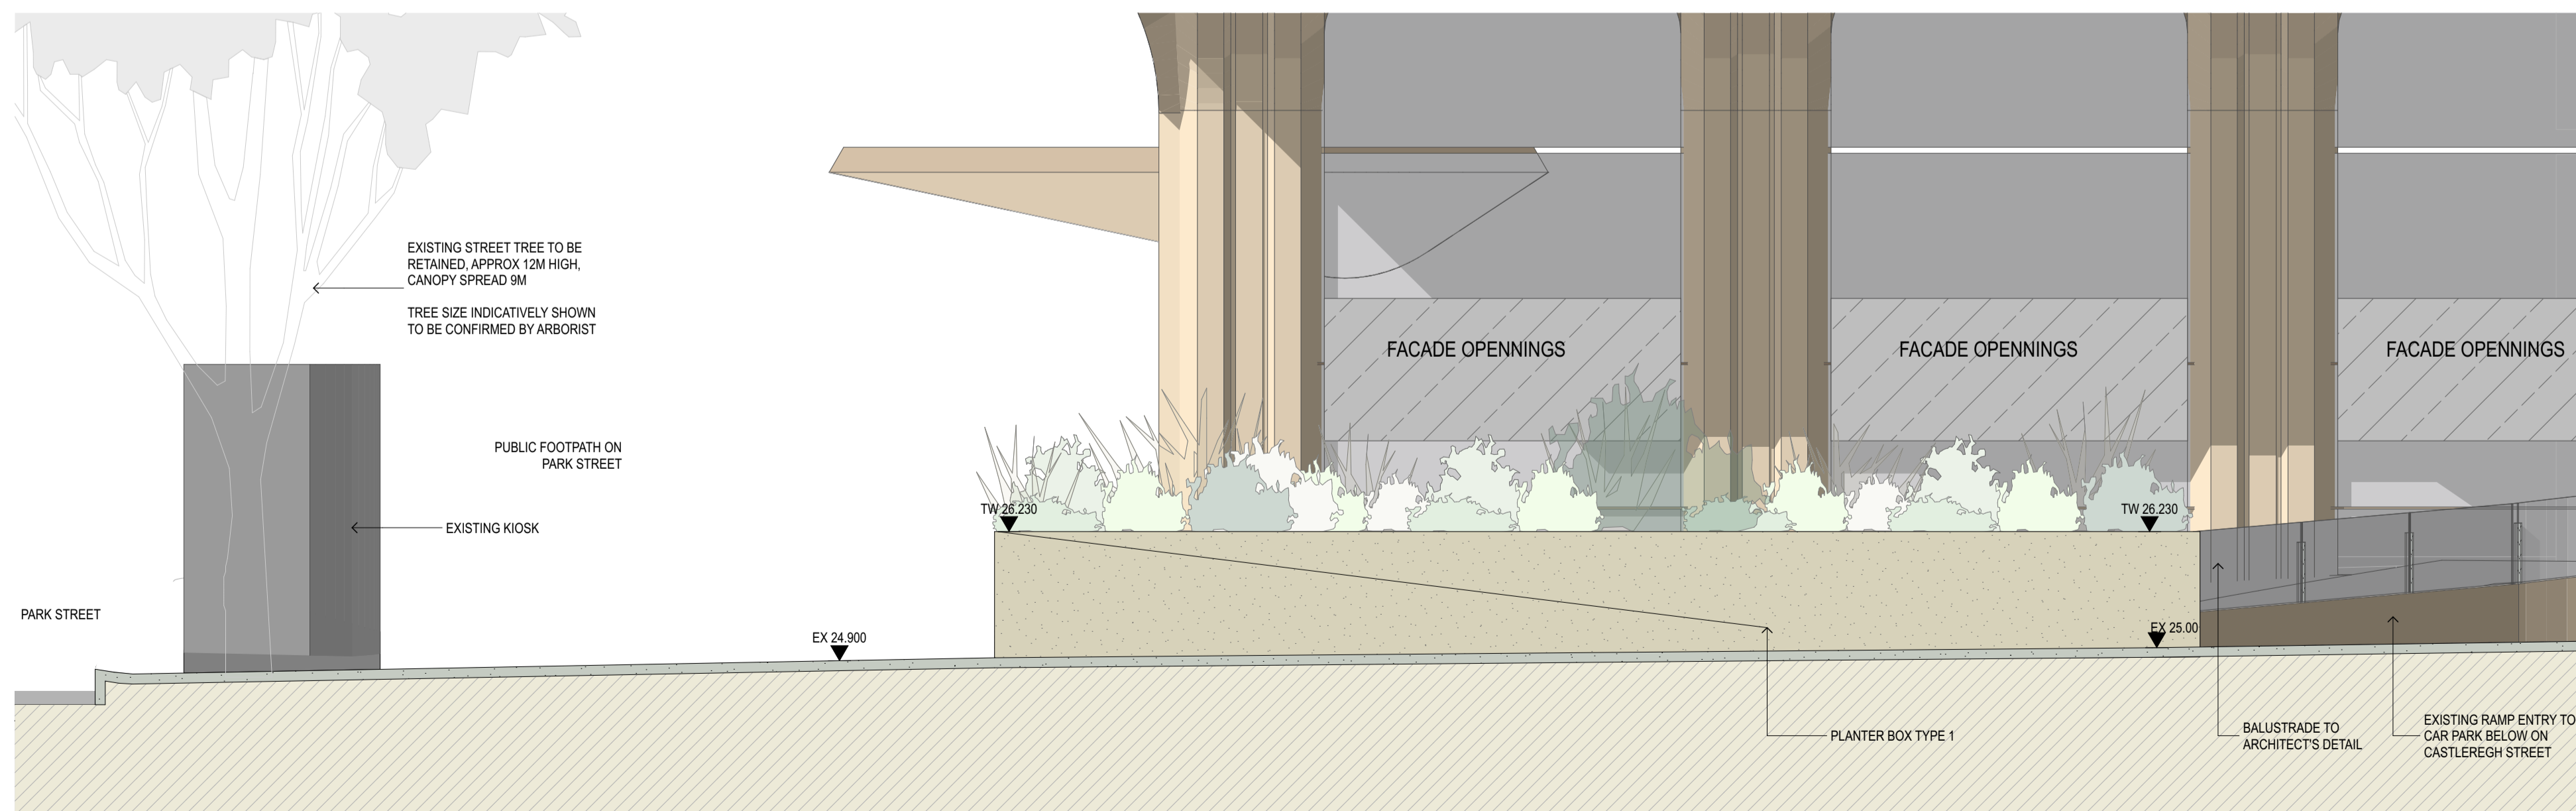 EXISTING STREET TREE TO BE
RETAINED, APPROX 12M HIGH,
CANOPY SPREAD 9M
TREE SIZE INDICATIVELY SHOWN
TO BE CONFIRMED BY ARBORIST
FACADE OPENNINGS
FACADE OPENNINGS
FACADE OPENNINGS
PUBLIC FOOTPATH ON
PARK STREET
EXISTING KIOSK
TW 26.230
TW 26.230
PARK STREET
EX 24.900
EX 25.00
PLANTER BOX TYPE 1
BALUSTRADE TO
ARCHITECT'S DETAIL
EXISTING RAMP ENTRY TO
CAR PARK BELOW ON
CASTLEREGH STREET